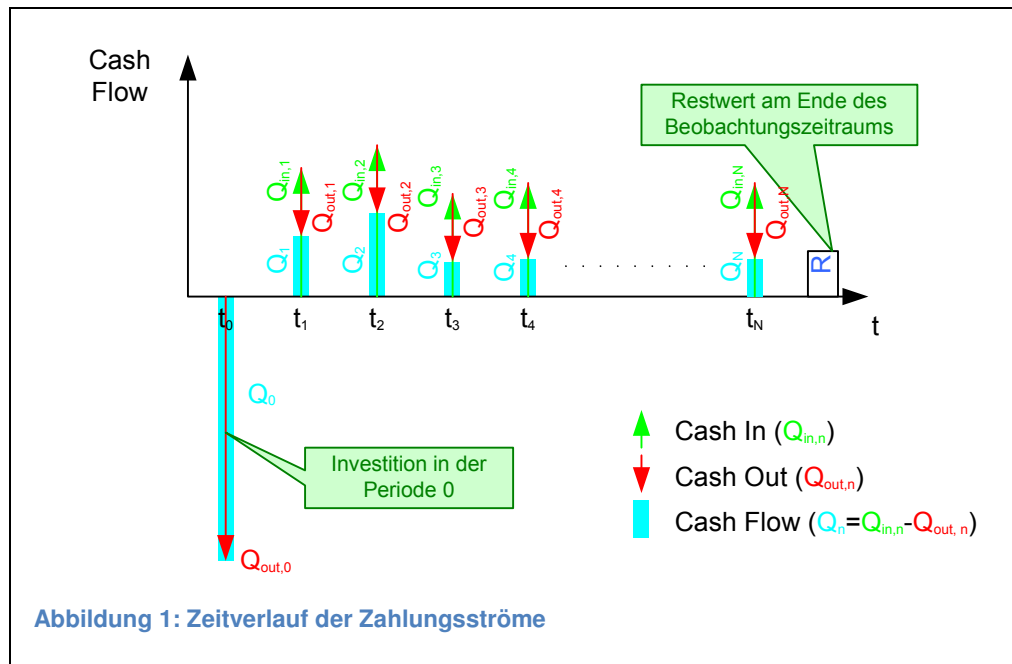 Cash
Flow
Restwert am Ende des
Beobachtungszeitraums
Qin,1
Qout,1
Q1
Qin,2
Qout,2
Q2
Qin,3
Qout,3
Q3
Qin,4
Qout,4
Q4
. . . . . . . . . .
Qin,N
Qout,N
QN
R
t0
t1
t2
t3
t4
tN
t
Q0
Investition in der
Periode 0
Qout,0
Cash In (Qin,n)
Cash Out (Qout,n)
Cash Flow (Qn=Qin,n-Qout, n)
Abbildung 1: Zeitverlauf der Zahlungsströme